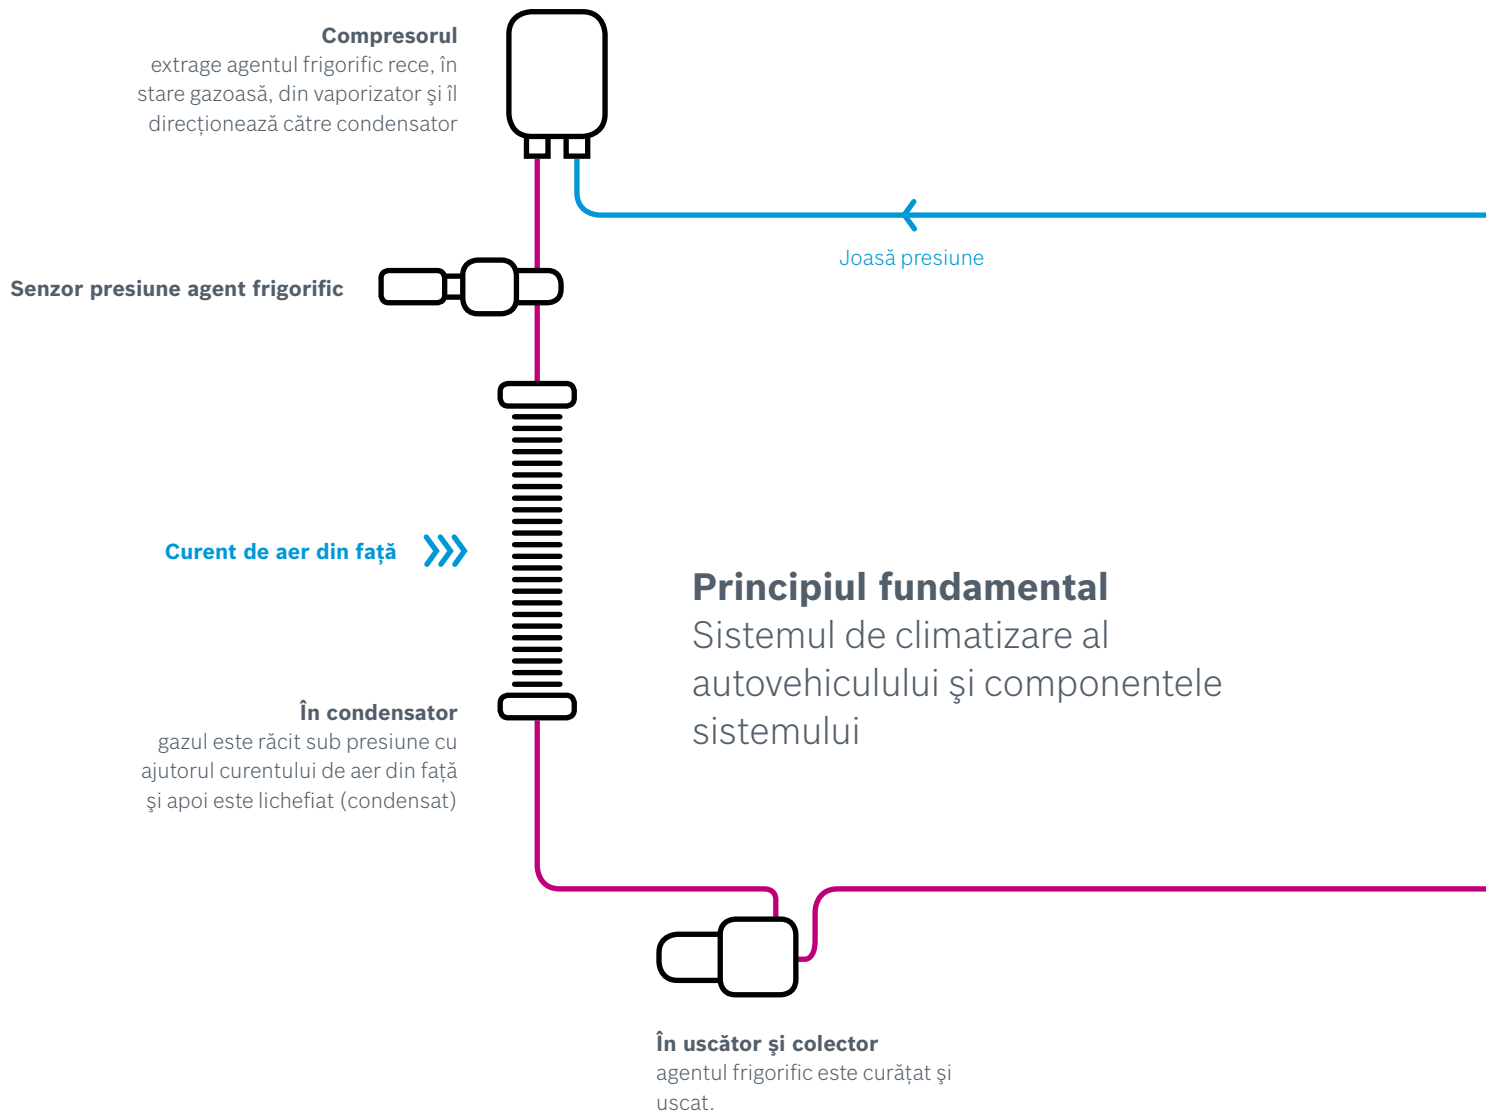 Compresorul
extrage agentul frigorific rece, în
stare gazoasă, din vaporizator şi îl
direcționează către condensator
Joasă presiune
Senzor presiune agent frigorific
Curent de aer din față
Principiul fundamental
Sistemul de climatizare al
autovehiculului şi componentele
sistemului
În condensator
gazul este răcit sub presiune cu
ajutorul curentului de aer din față
şi apoi este lichefiat (condensat)
În uscător şi colector
agentul frigorific este curățat şi
uscat.